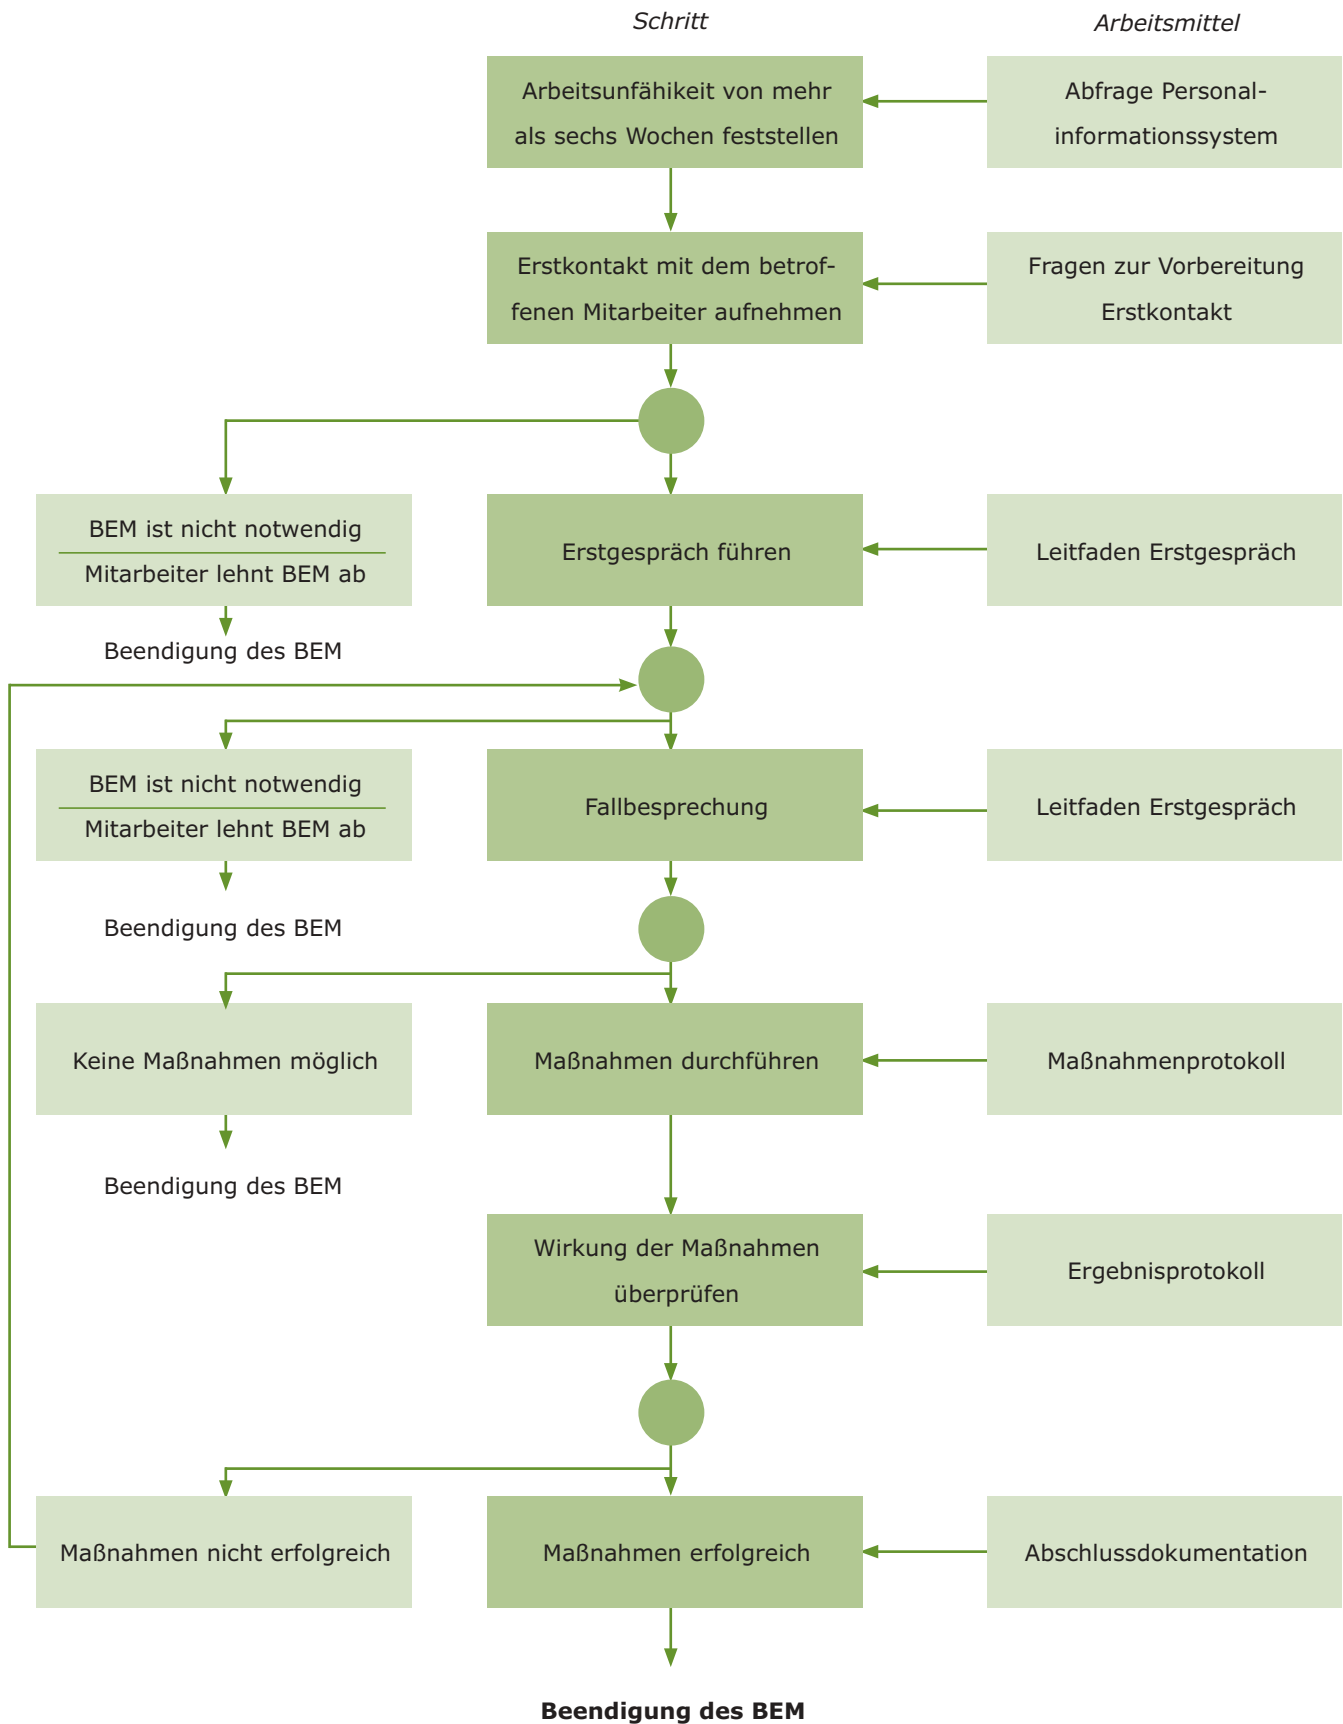 Schritt
Arbeitsmittel
Arbeitsunfähikeit von mehr
als sechs Wochen feststellen
Abfrage Personal-
informationssystem
Erstkontakt mit dem betrof-
fenen Mitarbeiter aufnehmen
Fragen zur Vorbereitung
Erstkontakt
BEM ist nicht notwendig
Mitarbeiter lehnt BEM ab
Erstgespräch führen
Leitfaden Erstgespräch
Beendigung des BEM
BEM ist nicht notwendig
Mitarbeiter lehnt BEM ab
Fallbesprechung
Leitfaden Erstgespräch
Beendigung des BEM
Keine Maßnahmen möglich
Maßnahmen durchführen
Maßnahmenprotokoll
Beendigung des BEM
Wirkung der Maßnahmen
überprüfen
Ergebnisprotokoll
Maßnahmen nicht erfolgreich
Maßnahmen erfolgreich
Abschlussdokumentation
Beendigung des BEM